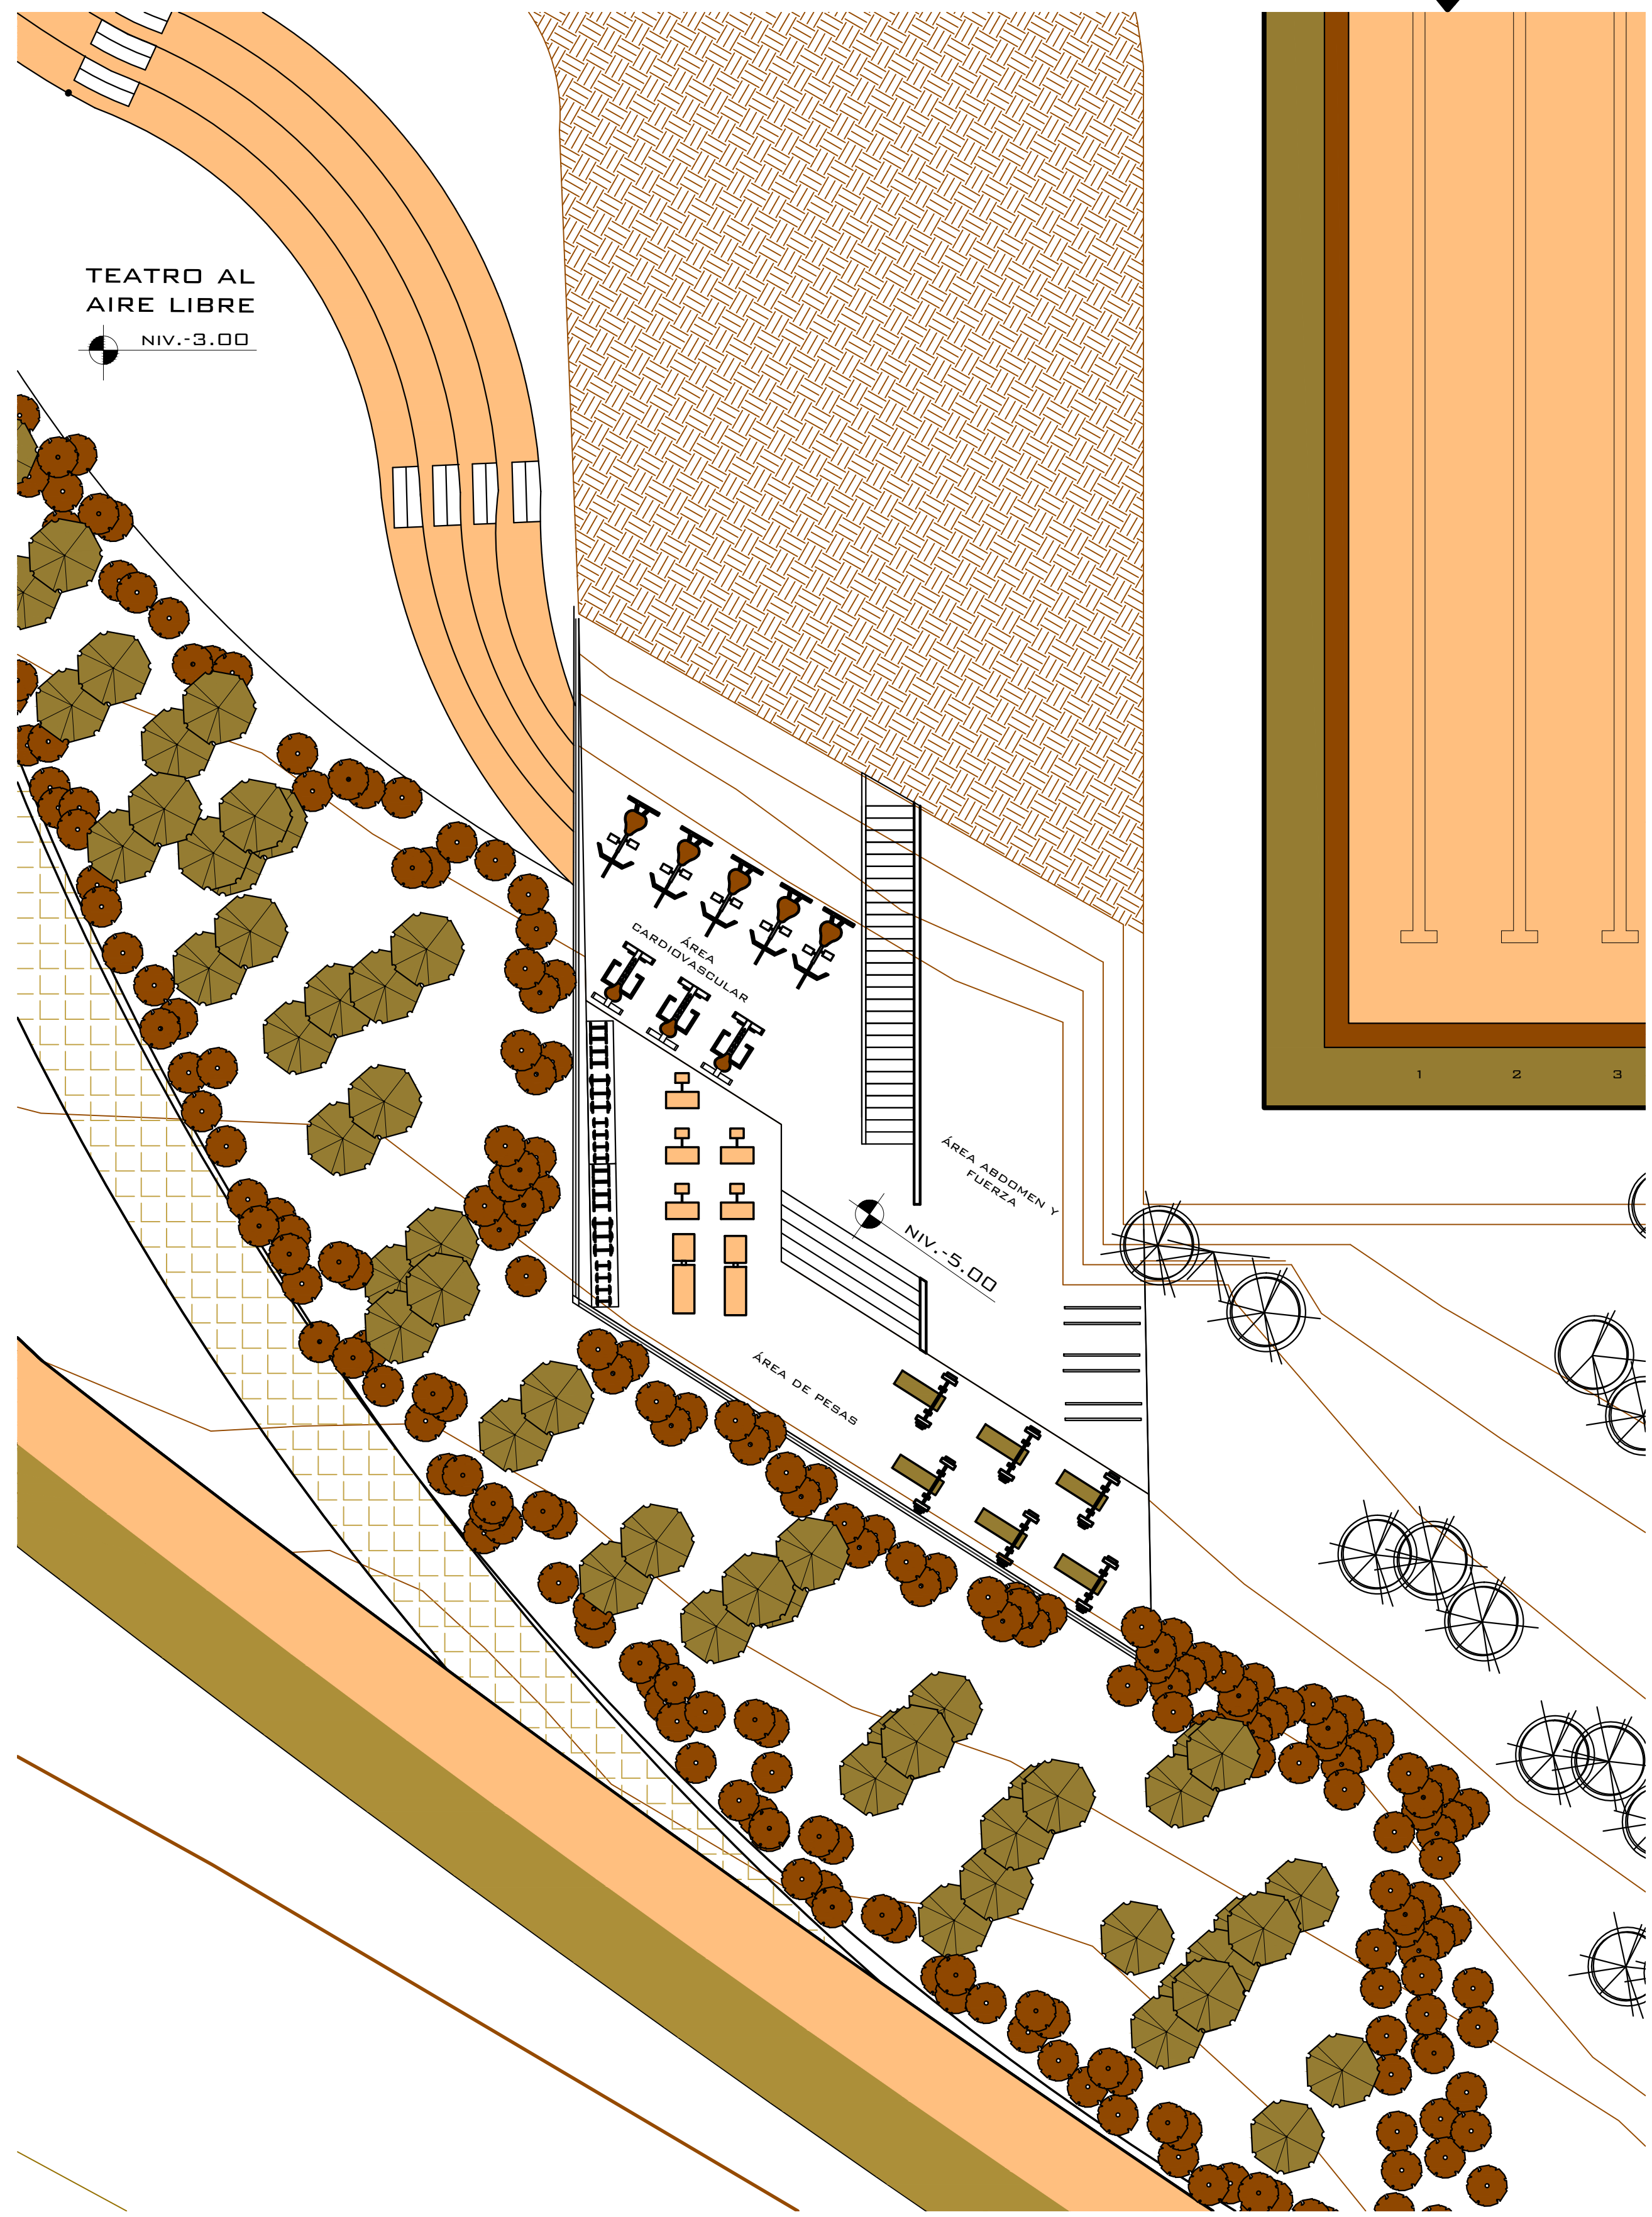 TEATRO AL
AIRE LIBRE
NIV.-3.00
ÁREA
CARDIOVASCULAR
1 2 3
ÁREA ABDOMEN Y
FUERZA
NIV.-5.00
ÁREA DE PESAS